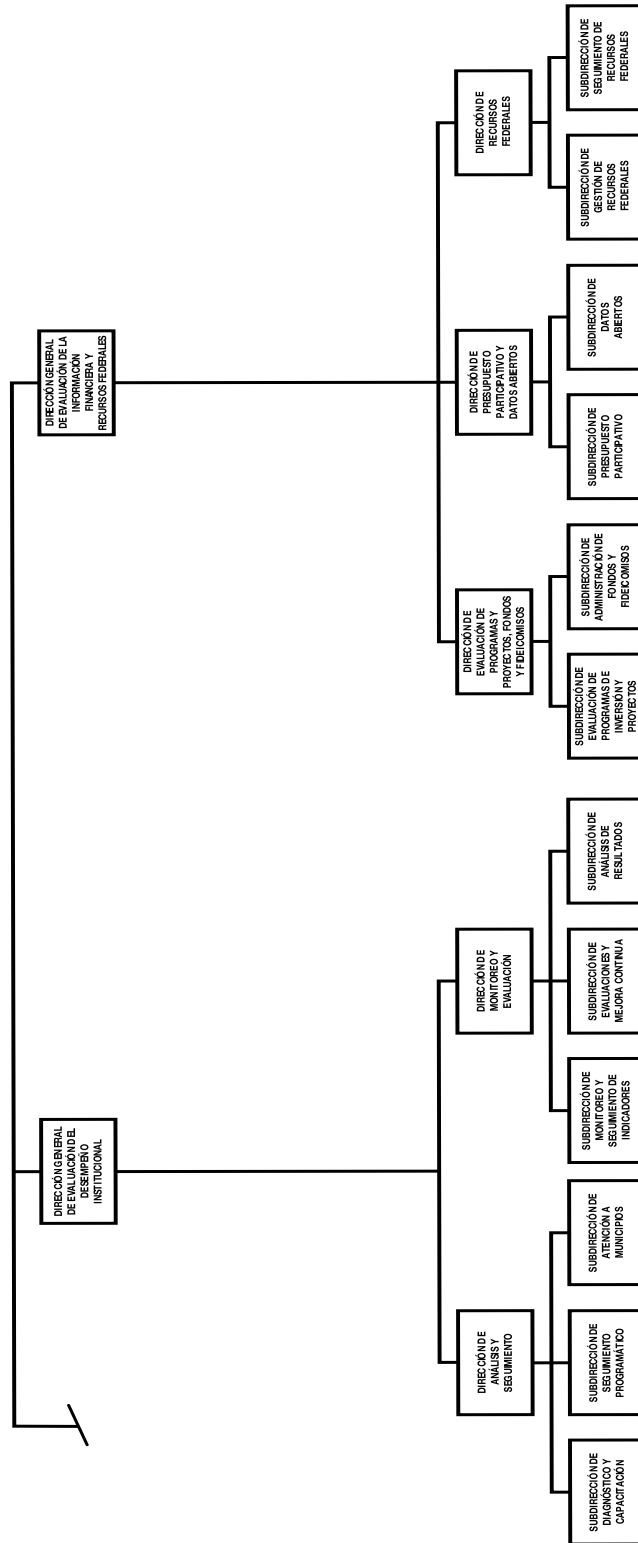 DIRECCIÓN GENERAL
DE EVALUACIÓN DEL
DESEMPEÑO
INSTITUCIONAL
DIRECCIÓN GENERAL
DE EVALUACIÓN DE LA
INFORMACIÓN
FINANCIERA Y
RECURSOS FEDERALES
DIRECCIÓN DE
ANÁLISIS Y
SEGUIMIENTO
DIRECCIÓN DE
MONITOREO Y
EVALUACIÓN
DIRECCIÓN DE
EVALUACIÓN DE
PROGRAMAS Y
PROYECTOS, FONDOS
Y FIDEICOMISOS
DIRECCIÓN DE
PRESUPUESTO
PARTICIPATIVO Y
DATOS ABIERTOS
DIRECCIÓN DE
RECURSOS
FEDERALES
SUBDIRECCIÓN DE
DIAGNÓSTICO Y
CAPACITACIÓN
SUBDIRECCIÓN DE
SEGUIMIENTO
PROGRAMÁTICO
SUBDIRECCIÓN DE
ATENCIÓN A
MUNICIPIOS
SUBDIRECCIÓN DE
MONITOREO Y
SEGUIMIENTO DE
INDICADORES
SUBDIRECCIÓN DE
EVALUACIONES Y
MEJORA CONTINUA
SUBDIRECCIÓN DE
ANÁLISIS DE
RESULTADOS
SUBDIRECCIÓN DE
EVALUACIÓN DE
PROGRAMAS DE
INVERSIÓN Y
PROYECTOS
SUBDIRECCIÓN DE
ADMINISTRACIÓN DE
FONDOS Y
FIDEICOMISOS
SUBDIRECCIÓN DE
PRESUPUESTO
PARTICIPATIVO
SUBDIRECCIÓN DE
DATOS
ABIERTOS
SUBDIRECCIÓN DE
GESTIÓN DE
RECURSOS
FEDERALES
SUBDIRECCIÓN DE
SEGUIMIENTO DE
RECURSOS
FEDERALES